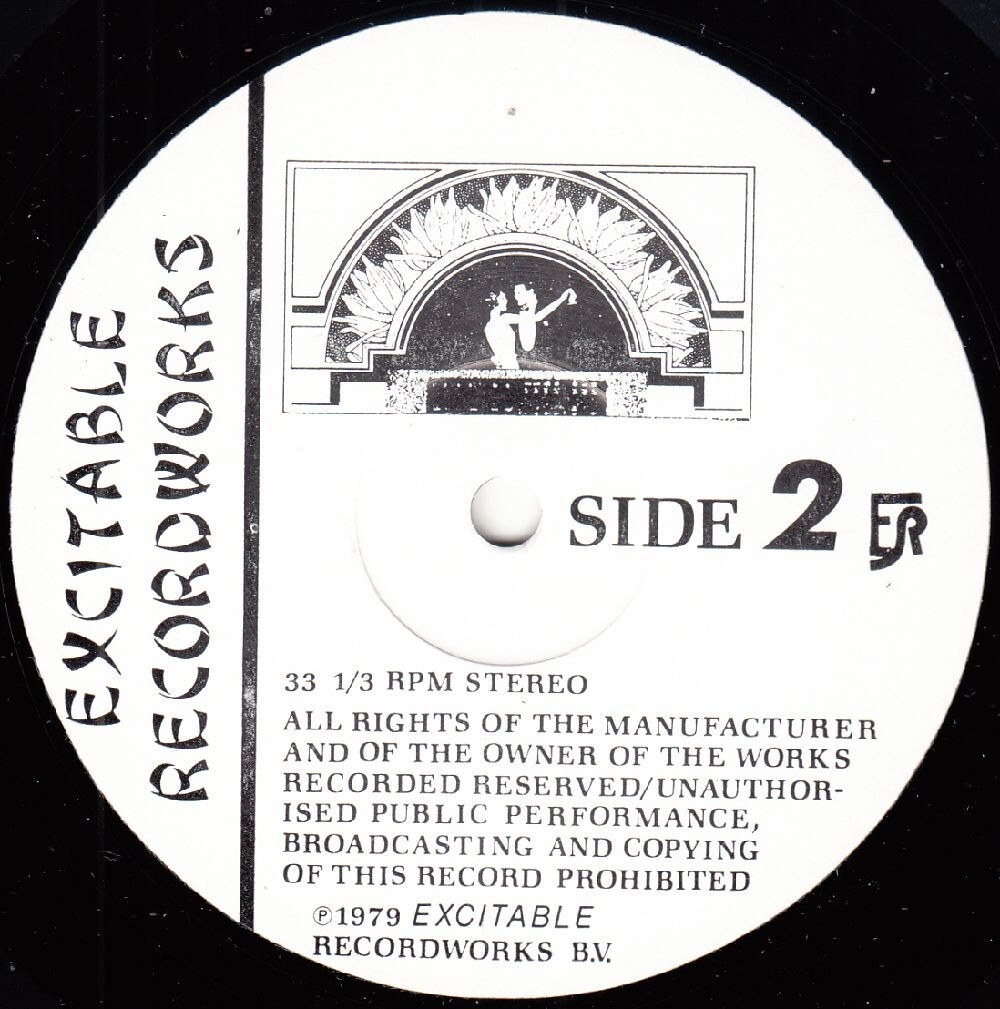 EXCITABLE
RECORDWORKS
SIDE 2 ER
33 1/3 RPM STEREO
ALL RIGHTS OF THE MANUFACTURER
AND OF THE OWNER OF THE WORKS
RECORDED RESERVED/UNAUTHOR-
ISED PUBLIC PERFORMANCE,
BROADCASTING AND COPYING
OF THIS RECORD PROHIBITED
℗1979 EXCITABLE
RECORDWORKS B.V.